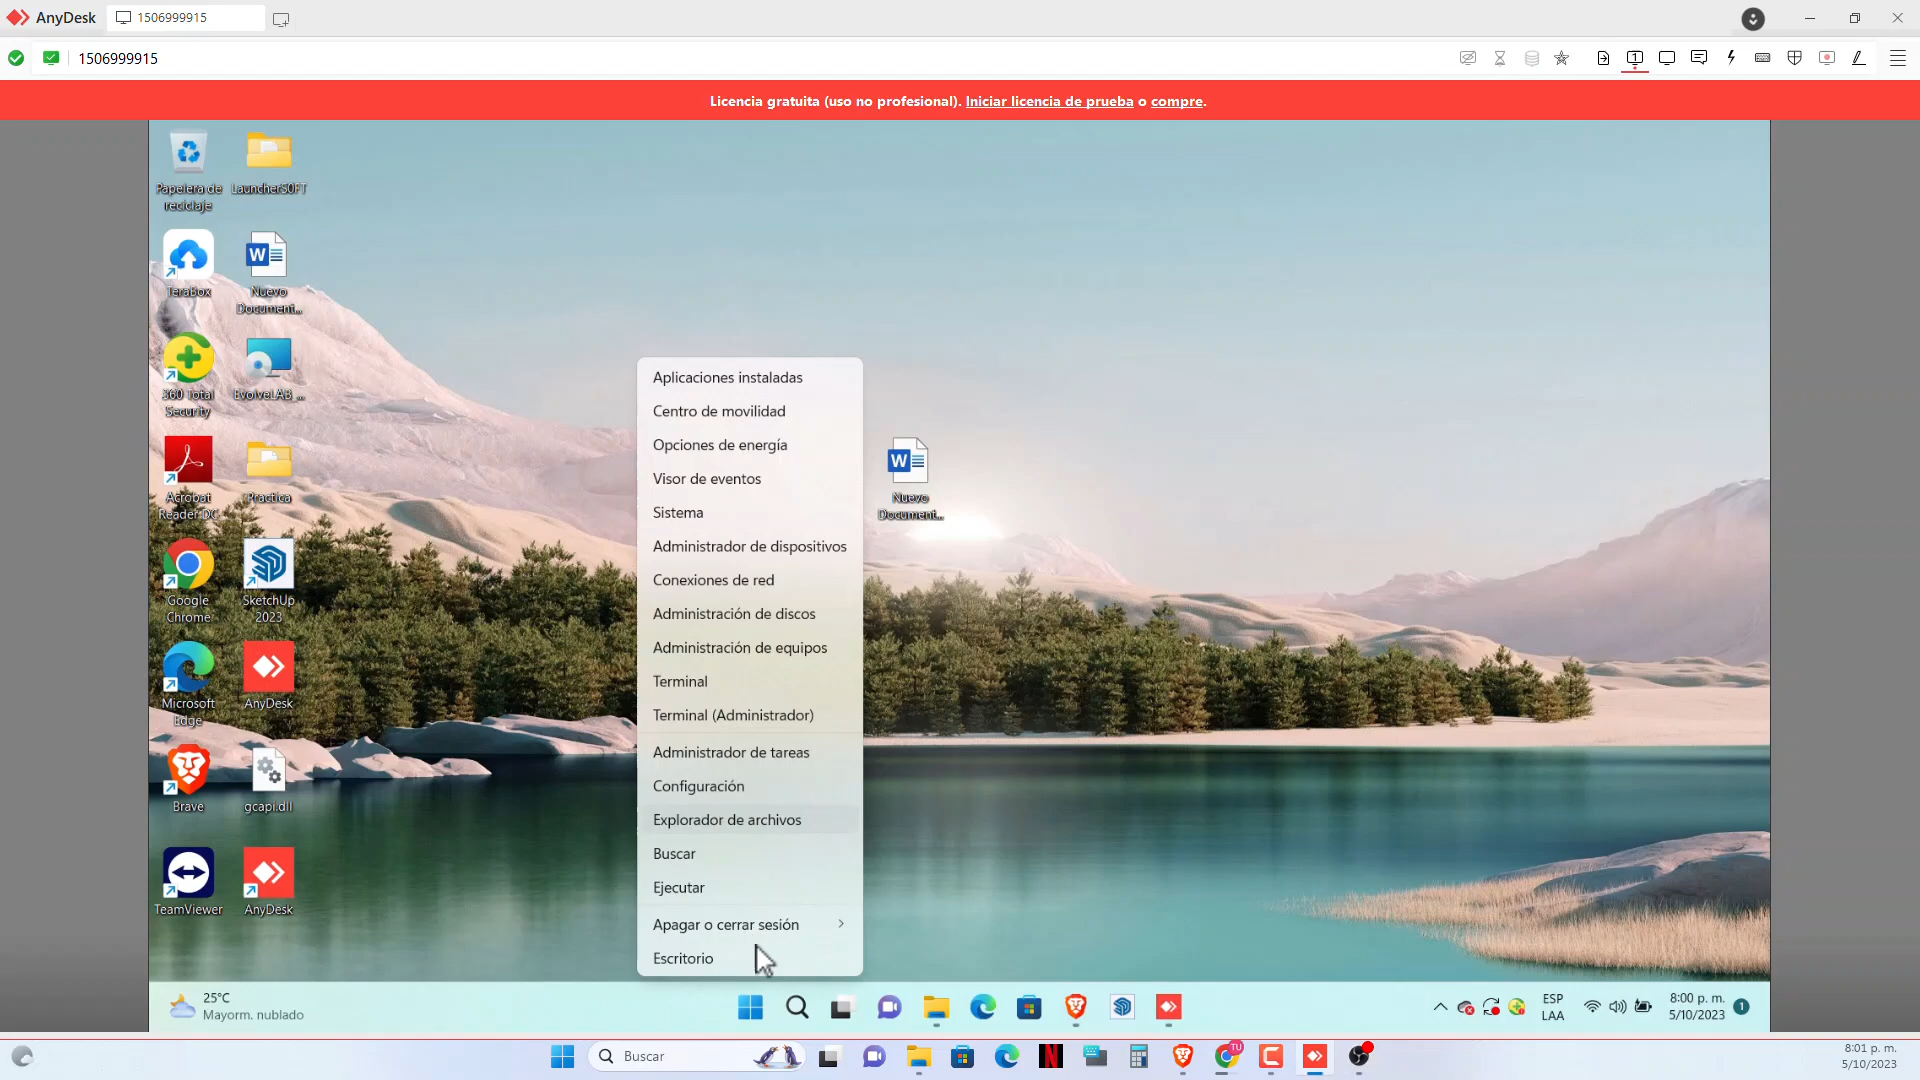 AnyDesk
1506999915
1506999915
Licencia gratuita (uso no profesional). Iniciar licencia de prueba o compre.
Papelera de
reciclaje
LauncherSOFT
TeraBox
Nuevo
Document...
360 Total
Security
EvolveLAB_...
Acrobat
Reader DC
Practica
Google
Chrome
SketchUp
2023
Microsoft
Edge
AnyDesk
Brave
gcapi.dll
TeamViewer
AnyDesk
Nuevo
Document...
Aplicaciones instaladas
Centro de movilidad
Opciones de energía
Visor de eventos
Sistema
Administrador de dispositivos
Conexiones de red
Administración de discos
Administración de equipos
Terminal
Terminal (Administrador)
Administrador de tareas
Configuración
Explorador de archivos
Buscar
Ejecutar
Apagar o cerrar sesión
Escritorio
25°C
Mayorm. nublado
ESP
LAA
8:00 p. m.
5/10/2023
1
Buscar
TU
8:01 p. m.
5/10/2023